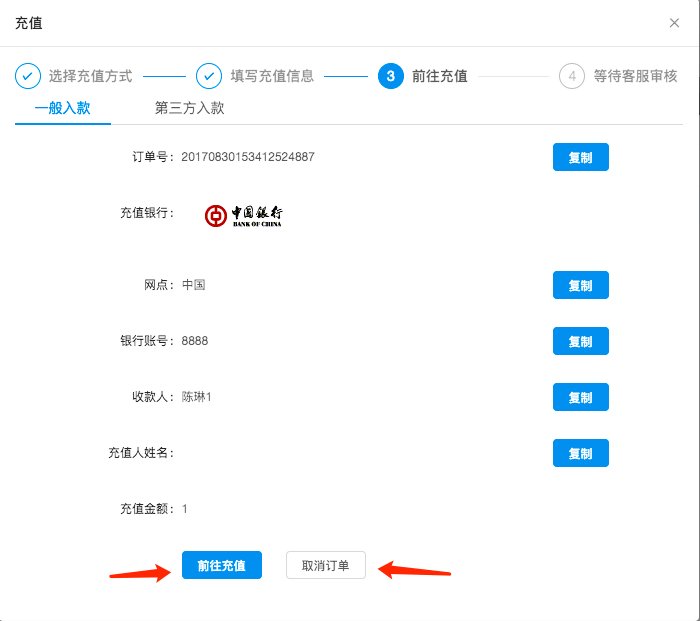 充值
选择充值方式 填写充值信息 3 前往充值 4 等待客服审核
一般入款 第三方入款
订单号: 20170830153412524887 复制
充值银行: 中国银行
BANK OF CHINA
网点: 中国 复制
银行账号: 8888 复制
收款人: 陈琳1 复制
充值人姓名: 复制
充值金额: 1
前往充值 取消订单